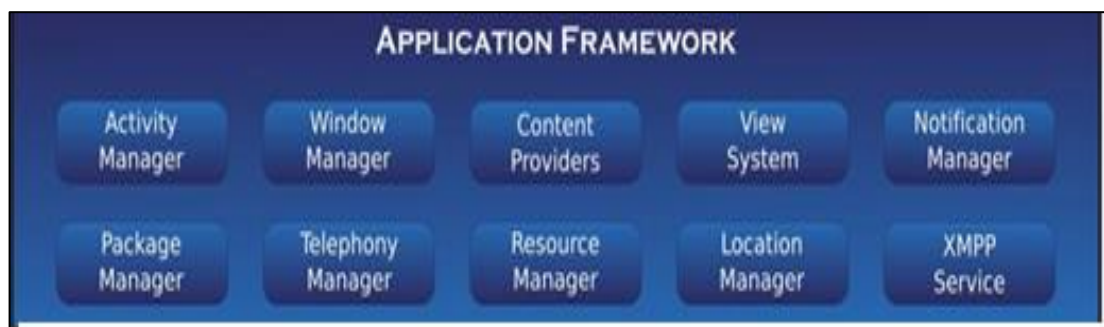 APPLICATION FRAMEWORK
Activity
Manager
Window
Manager
Content
Providers
View
System
Notification
Manager
Package
Manager
Telephony
Manager
Resource
Manager
Location
Manager
XMPP
Service